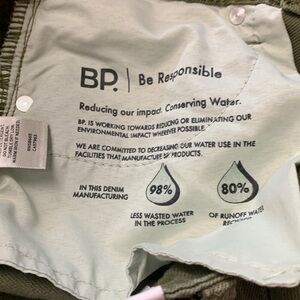 BP. | Be Responsible
Reducing our impact. Conserving Water.
BP. IS WORKING TOWARDS REDUCING OR ELIMINATING OUR
ENVIRONMENTAL IMPACT WHEREVER POSSIBLE.
WE ARE COMMITTED TO DECREASING OUR WATER USE IN THE
FACILITIES THAT MANUFACTURE BP. PRODUCTS.
IN THIS DENIM
MANUFACTURING
98%
LESS WASTED WATER
IN THE PROCESS
80%
OF RUNOFF WATER